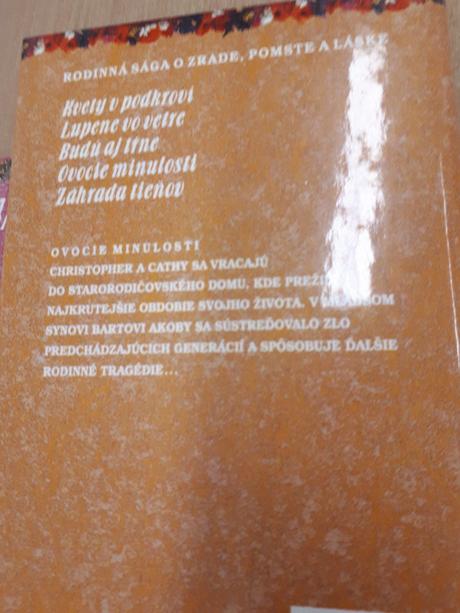 RODINNÁ SÁGA O ZRADE, POMSTE A LÁSKE
Kvety v podkroví
Lupene vo vetre
Budú aj tŕne
Ovocie minulosti
Záhrada tieňov
OVOCIE MINULOSTI
CHRISTOPHER A CATHY SA VRACAJÚ
DO STARORODIČOVSKÉHO DOMU, KDE
NAJKRUTEJŠIE OBDOBIE SVOJHO ŽIVOTA. V
SYNOVI BARTOVI AKOBY SA SÚSTREĎOVALO ZLO
PREDCHÁDZAJÚCICH GENERÁCIÍ A SPÔSOBUJE ĎALŠIE
RODINNÉ TRAGÉDIE...